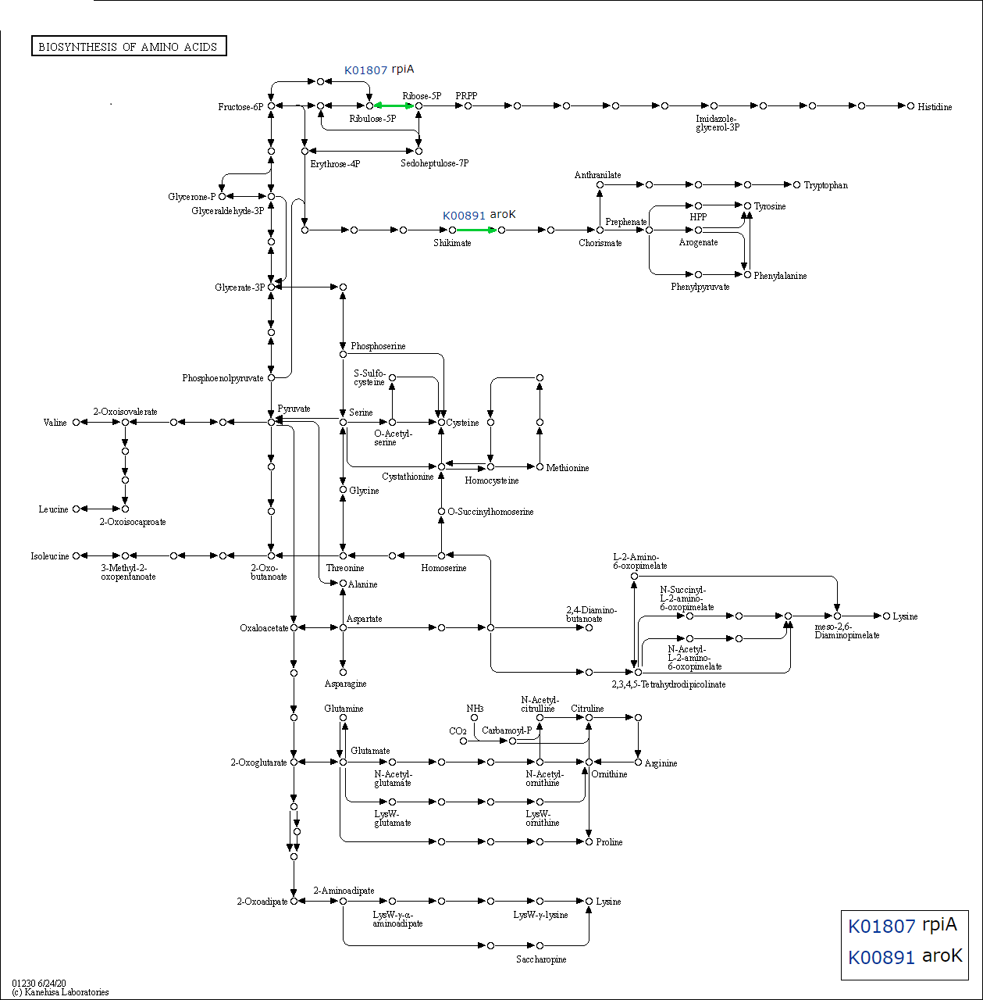 BIOSYNTHESIS OF AMINO ACIDS
K01807 rpiA
Fructose-6P
Ribulose-5P
Ribose-5P
PRPP
Imidazole-
glycerol-3P
Histidine
Erythrose-4P
Sedoheptulose-7P
Glycerone-P
Glyceraldehyde-3P
Anthranilate
Tryptophan
K00891 aroK
Shikimate
Chorismate
Prephenate
HPP
Tyrosine
Arogenate
Phenylpyruvate
Phenylalanine
Glycerate-3P
Phosphoserine
Phosphoenolpyruvate
S-Sulfo-
cysteine
Valine
2-Oxoisovalerate
Pyruvate
Serine
O-Acetyl-
serine
Cysteine
Cystathionine
Homocysteine
Methionine
Glycine
Leucine
2-Oxoisocaproate
O-Succinylhomoserine
Isoleucine
3-Methyl-2-
oxopentanoate
2-Oxo-
butanoate
Threonine
Homoserine
Alanine
L-2-Amino-
6-oxopimelate
N-Succinyl-
L-2-amino-
6-oxopimelate
2,4-Diamino-
butanoate
Oxaloacetate
Aspartate
meso-2,6-
Diaminopimelate
Lysine
N-Acetyl-
L-2-amino-
6-oxopimelate
2,3,4,5-Tetrahydrodipicolinate
Asparagine
Glutamine
NH3
N-Acetyl-
citrulline
Citruline
CO2
Carbamoyl-P
2-Oxoglutarate
Glutamate
N-Acetyl-
glutamate
N-Acetyl-
ornithine
Ornithine
Arginine
LysW-
glutamate
LysW-
ornithine
Proline
2-Oxoadipate
2-Aminoadipate
LysW-γ-α-
aminoadipate
LysW-γ-lysine
Lysine
Saccharopine
K01807 rpiA
K00891 aroK
01230 6/24/20
(c) Kanehisa Laboratories